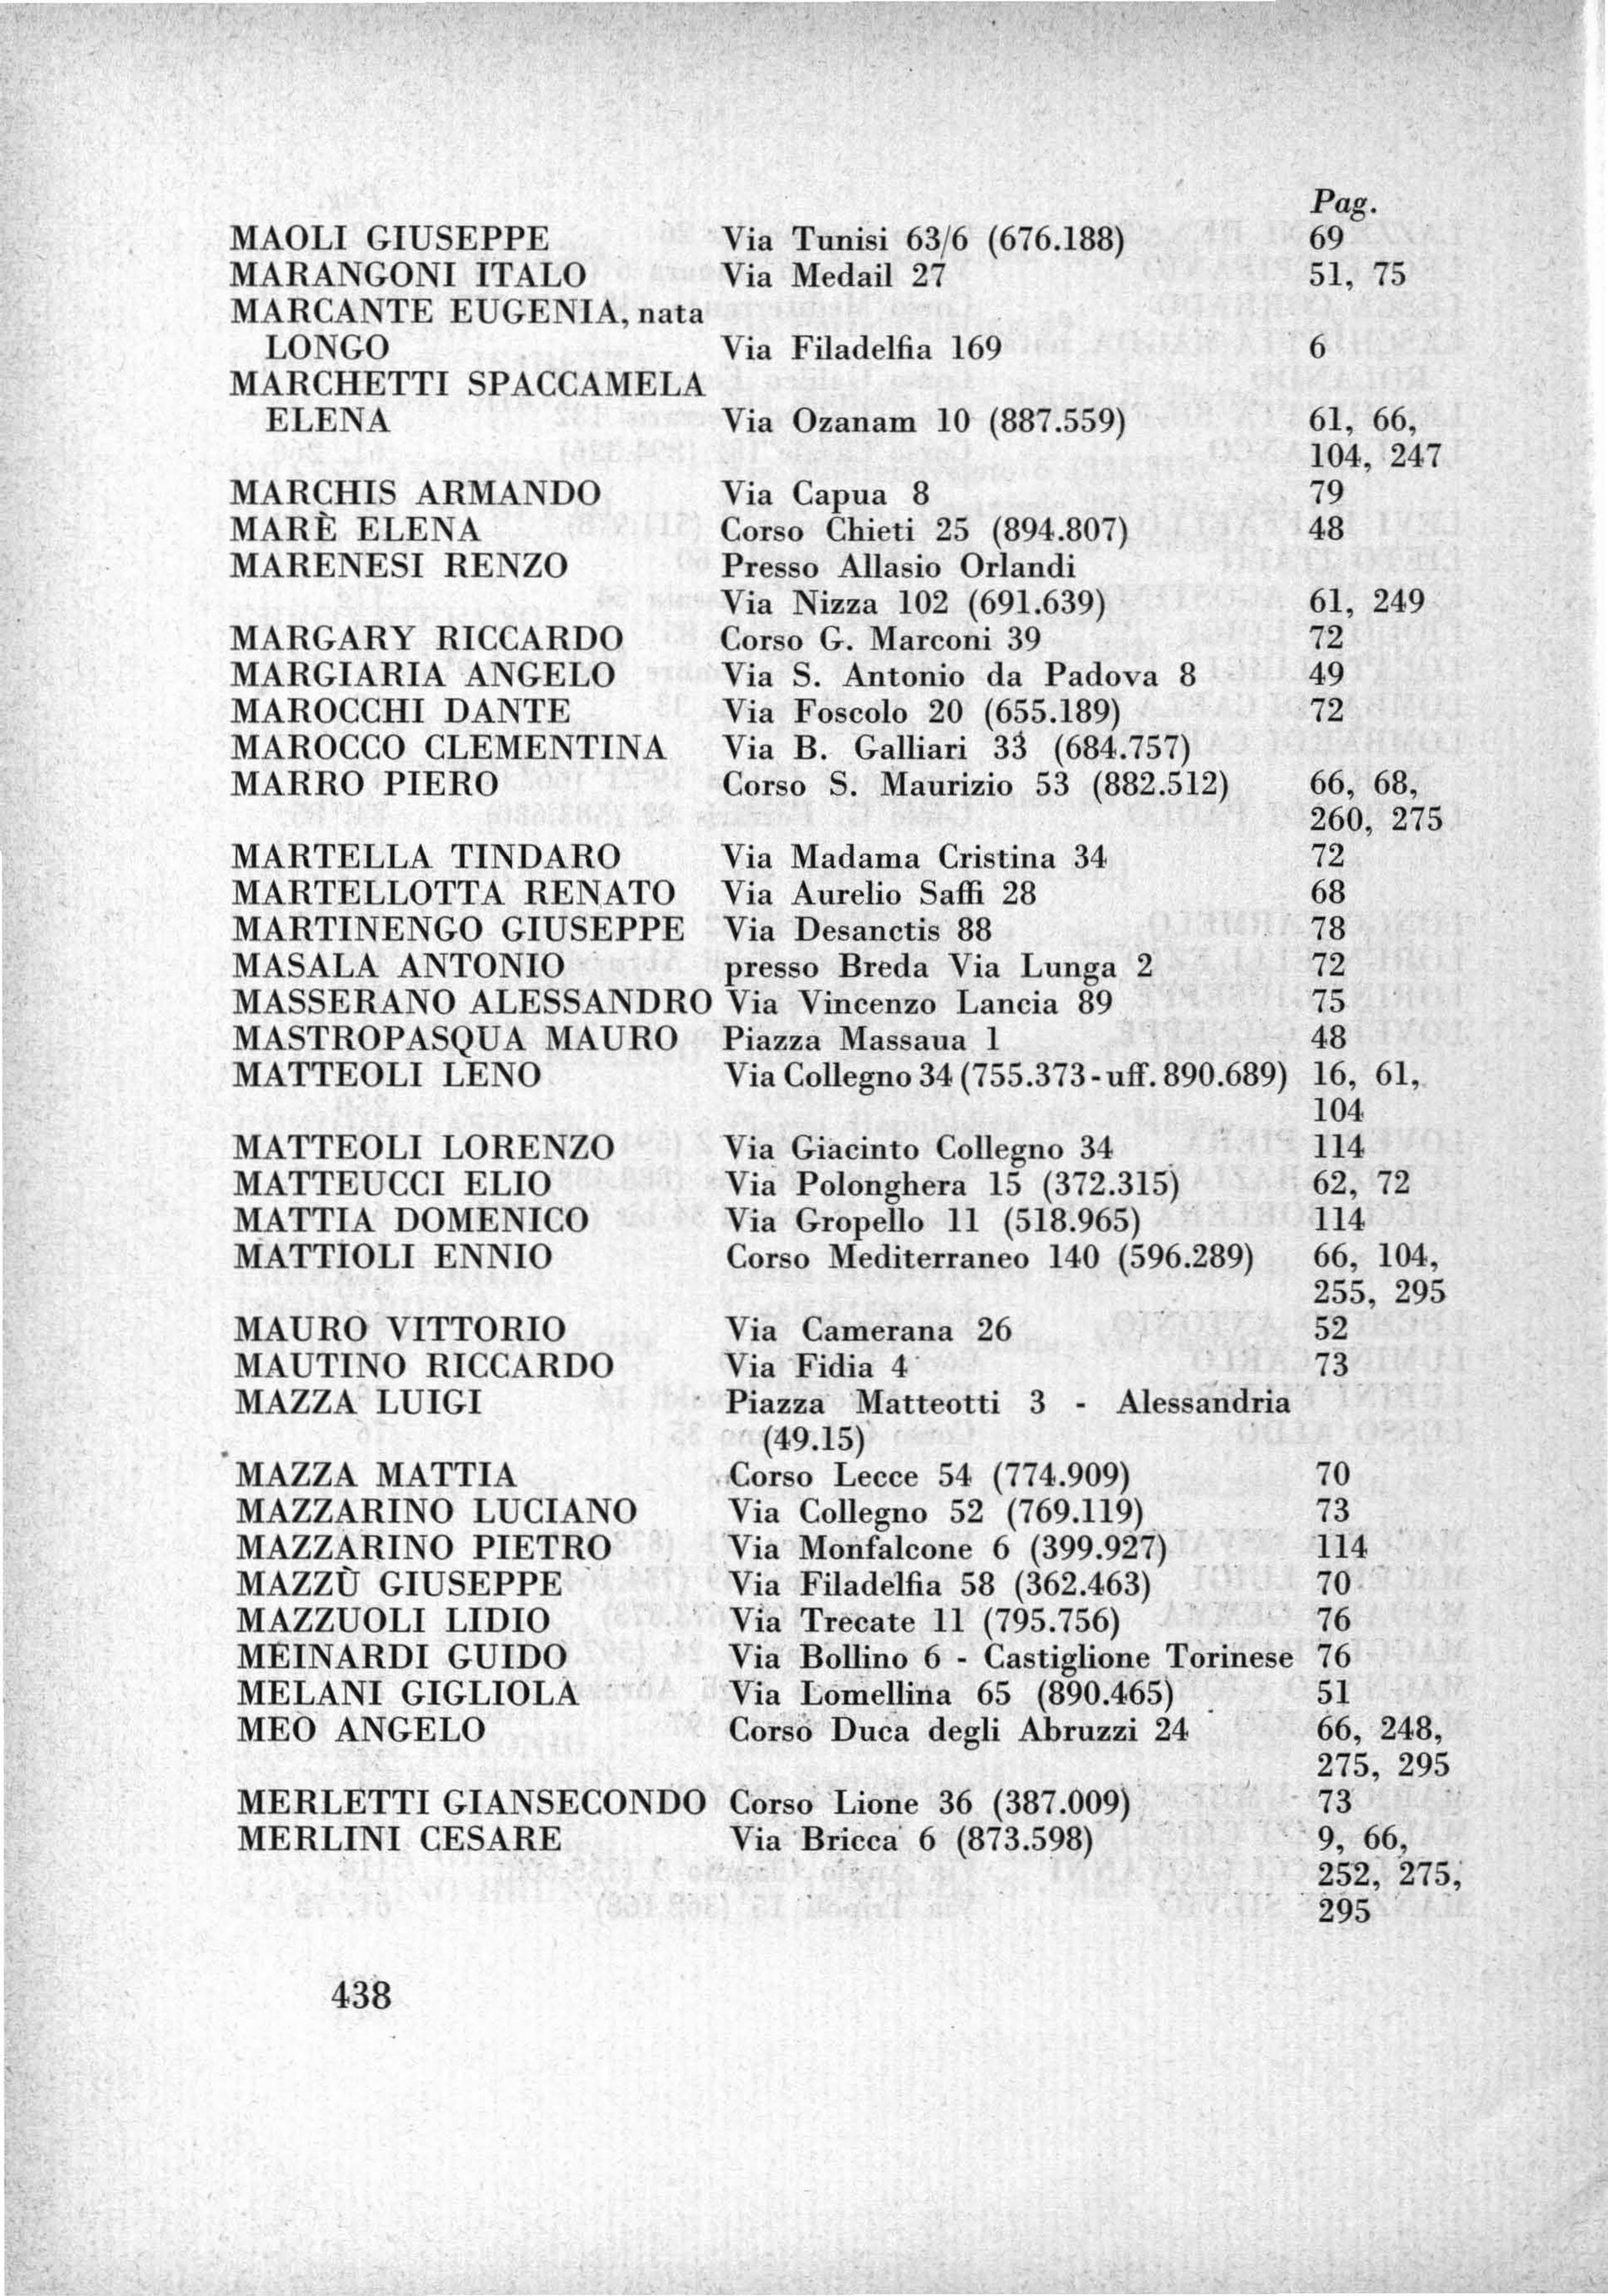 Pag.
MAOLI GIUSEPPE Via Tunisi 63/6 (676.188) 69
MARANGONI ITALO Via Medail 27 51, 75
MARCANTE EUGENIA, nata
LONGO Via Filadelfia 169 6
MARCHETTI SPACCAMELA
ELENA Via Ozanam 10 (887.559) 61, 66,
104, 247
MARCHIS ARMANDO Via Capua 8 79
MARÈ ELENA Corso Chieti 25 (894.807) 48
MARENESI RENZO Presso Allasio Orlandi
Via Nizza 102 (691.639) 61, 249
MARGARY RICCARDO Corso G. Marconi 39 72
MARGIARIA ANGELO Via S. Antonio da Padova 8 49
MAROCCHI DANTE Via Foscolo 20 (655.189) 72
MAROCCO CLEMENTINA Via B. Galliari 33 (684.757)
MARRO PIERO Corso S. Maurizio 53 (882.512) 66, 68,
260, 275
MARTELLA TINDARO Via Madama Cristina 34 72
MARTELLOTTA RENATO Via Aurelio Saffi 28 68
MARTINENGO GIUSEPPE Via Desanctis 88 78
MASALA ANTONIO presso Breda Via Lunga 2 72
MASSERANO ALESSANDRO Via Vincenzo Lancia 89 75
MASTROPASQUA MAURO Piazza Massaua 1 48
MATTEOLI LENO Via Collegno 34 (755.373 - uff. 890.689) 16, 61,
104
MATTEOLI LORENZO Via Giacinto Collegno 34 114
MATTEUCCI ELIO Via Polonghera 15 (372.315) 62, 72
MATTIA DOMENICO Via Gropello 11 (518.965) 114
MATTIOLI ENNIO Corso Mediterraneo 140 (596.289) 66, 104,
255, 295
MAURO VITTORIO Via Camerana 26 52
MAUTINO RICCARDO Via Fidia 4 73
MAZZA LUIGI Piazza Matteotti 3 - Alessandria
(49.15)
MAZZA MATTIA Corso Lecce 54 (774.909) 70
MAZZARINO LUCIANO Via Collegno 52 (769.119) 73
MAZZARINO PIETRO Via Monfalcone 6 (399.927) 114
MAZZÙ GIUSEPPE Via Filadelfia 58 (362.463) 70
MAZZUOLI LIDIO Via Trecate 11 (795.756) 76
MEINARDI GUIDO Via Bollino 6 - Castiglione Torinese 76
MELANI GIGLIOLA Via Lomellina 65 (890.465) 51
MEO ANGELO Corso Duca degli Abruzzi 24 66, 248,
275, 295
MERLETTI GIANSECONDO Corso Lione 36 (387.009) 73
MERLINI CESARE Via Bricca 6 (873.598) 9, 66,
252, 275,
295
438